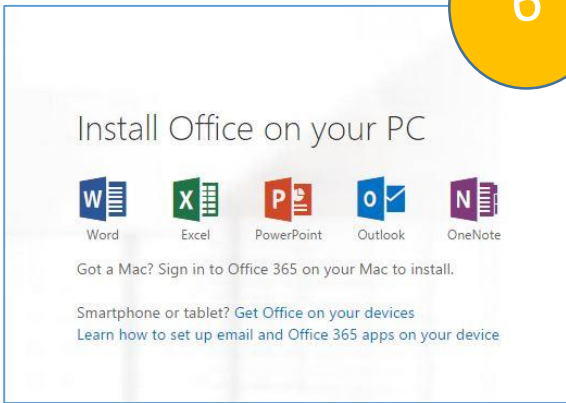 6
Install Office on your PC
W X P O N
Word Excel PowerPoint Outlook OneNote
Got a Mac? Sign in to Office 365 on your Mac to install.
Smartphone or tablet? Get Office on your devices
Learn how to set up email and Office 365 apps on your device